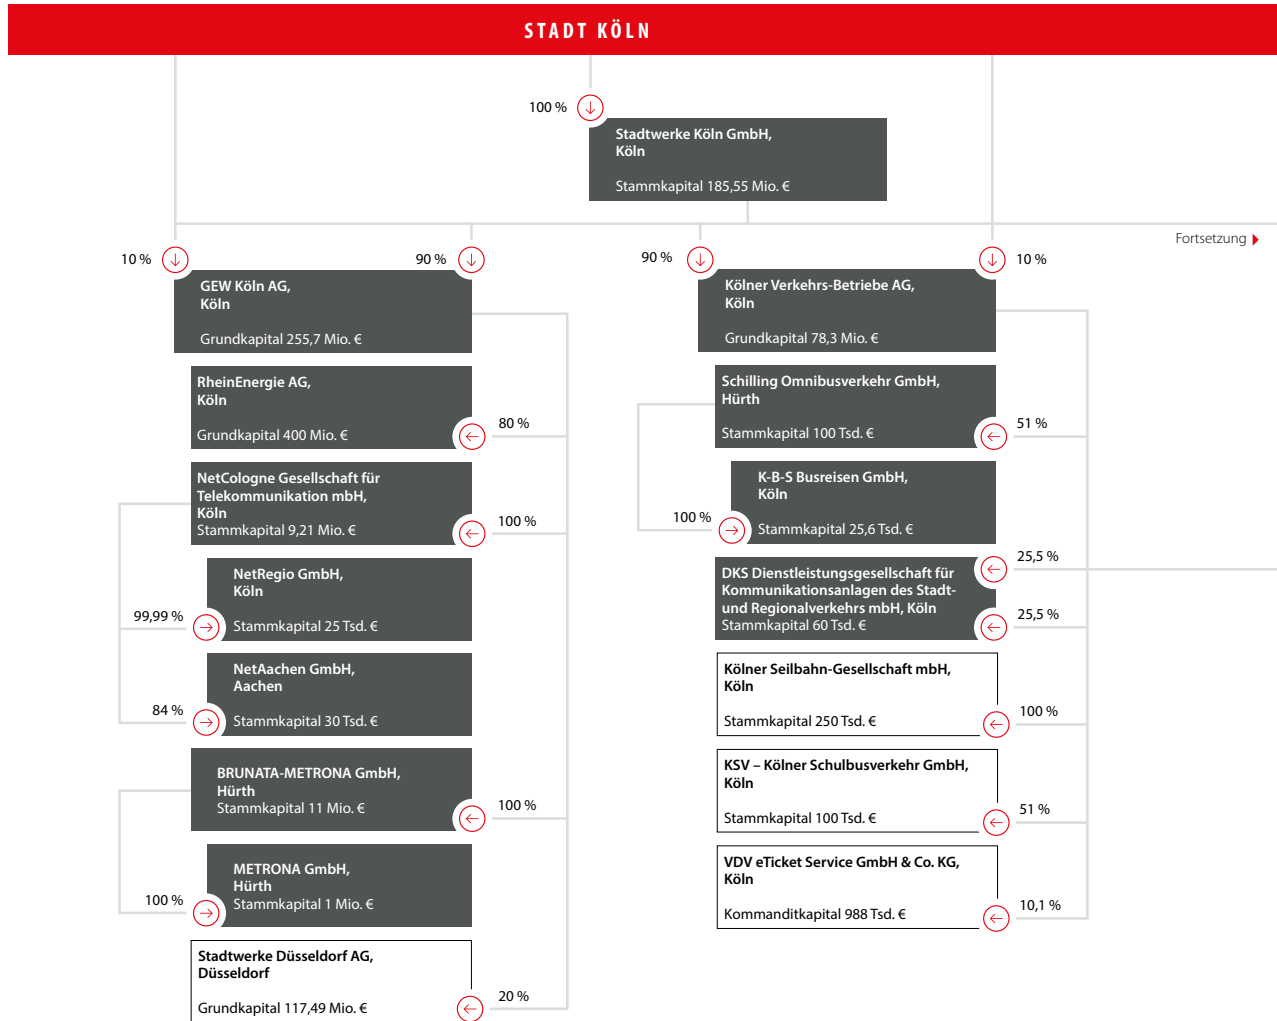 STADT KÖLN
100 %
Stadtwerke Köln GmbH,
Köln
Stammkapital 185,55 Mio. €
Fortsetzung
10 %
90 %
GEW Köln AG,
Köln
Grundkapital 255,7 Mio. €
RheinEnergie AG,
Köln
Grundkapital 400 Mio. €
80 %
NetCologne Gesellschaft für
Telekommunikation mbH,
Köln
Stammkapital 9,21 Mio. €
100 %
NetRegio GmbH,
Köln
Stammkapital 25 Tsd. €
99,99 %
NetAachen GmbH,
Aachen
Stammkapital 30 Tsd. €
84 %
BRUNATA-METRONA GmbH,
Hürth
Stammkapital 11 Mio. €
100 %
METRONA GmbH,
Hürth
Stammkapital 1 Mio. €
100 %
Stadtwerke Düsseldorf AG,
Düsseldorf
Grundkapital 117,49 Mio. €
20 %
90 %
10 %
Kölner Verkehrs-Betriebe AG,
Köln
Grundkapital 78,3 Mio. €
Schilling Omnibusverkehr GmbH,
Hürth
Stammkapital 100 Tsd. €
51 %
K-B-S Busreisen GmbH,
Köln
Stammkapital 25,6 Tsd. €
100 %
25,5 %
DKS Dienstleistungsgesellschaft für
Kommunikationsanlagen des Stadt-
und Regionalverkehrs mbH, Köln
Stammkapital 60 Tsd. €
25,5 %
Kölner Seilbahn-Gesellschaft mbH,
Köln
Stammkapital 250 Tsd. €
100 %
KSV – Kölner Schulbusverkehr GmbH,
Köln
Stammkapital 100 Tsd. €
51 %
VDV eTicket Service GmbH & Co. KG,
Köln
Kommanditkapital 988 Tsd. €
10,1 %